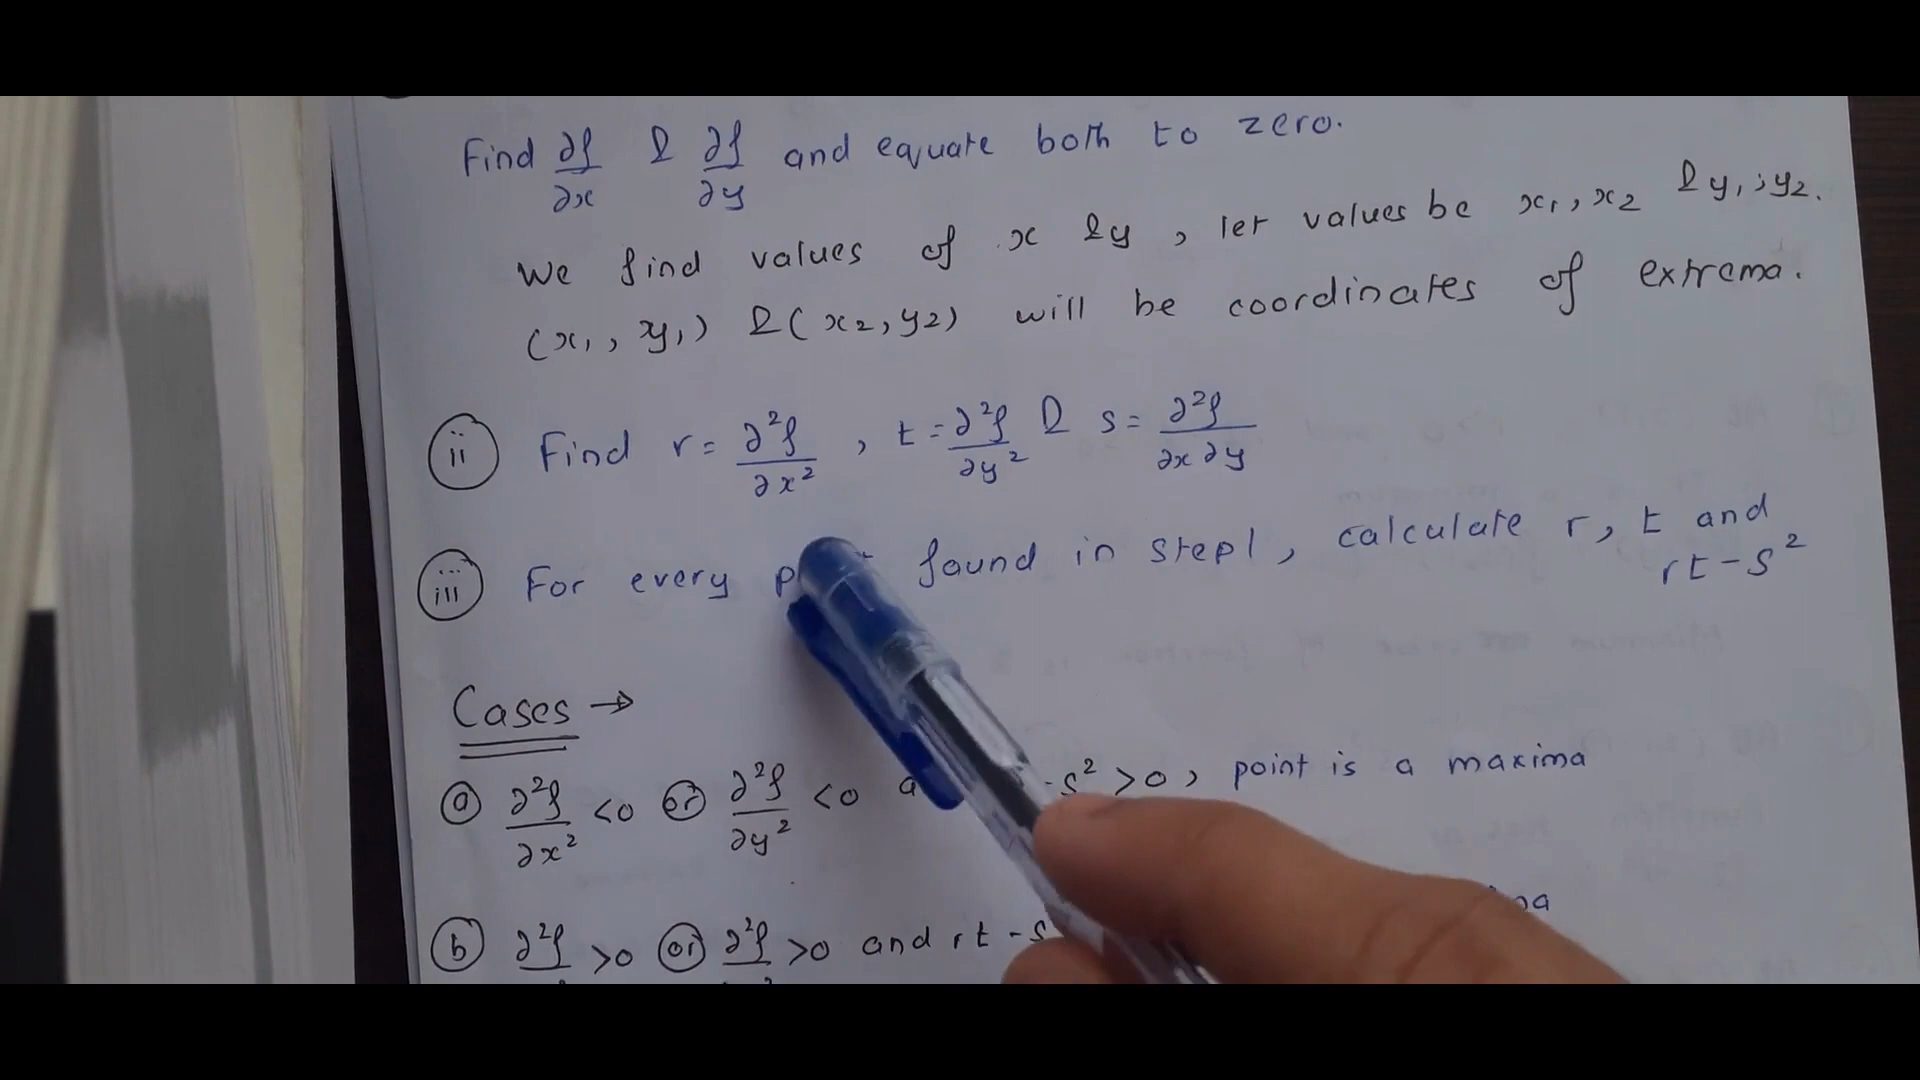 Find ∂f/∂x & ∂f/∂y and equate both to zero.
We find values of x & y , let values be x1, x2 & y1, y2.
(x1, y1) & (x2, y2) will be coordinates of extrema.
ii Find r = ∂²f/∂x² , t = ∂²f/∂y² & s = ∂²f/∂x∂y
iii For every found in step1, calculate r, t and
rt-s²
Cases →
a ∂²f/∂x² <0 or ∂²f/∂y² <0 s² >0, point is a maxima
b ∂²f >0 or ∂²f >0 and rt - s